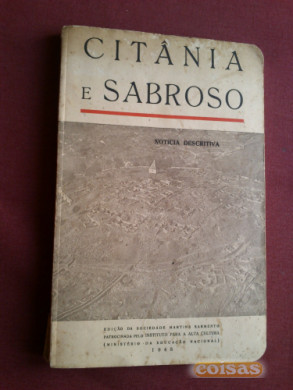 CITÂNIA
E SABROSO
NOTÍCIA DESCRITIVA
EDIÇÃO DA SOCIEDADE MARTINS SARMENTO
PATROCINADA PELO INSTITUTO PARA A ALTA CULTURA
(MINISTÉRIO DA EDUCAÇÃO NACIONAL)
coisas